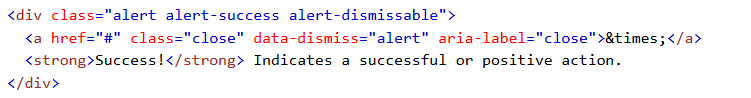 <div class="alert alert-success alert-dismissable">
  <a href="#" class="close" data-dismiss="alert" aria-label="close">&times;</a>
  <strong>Success!</strong> Indicates a successful or positive action.
</div>